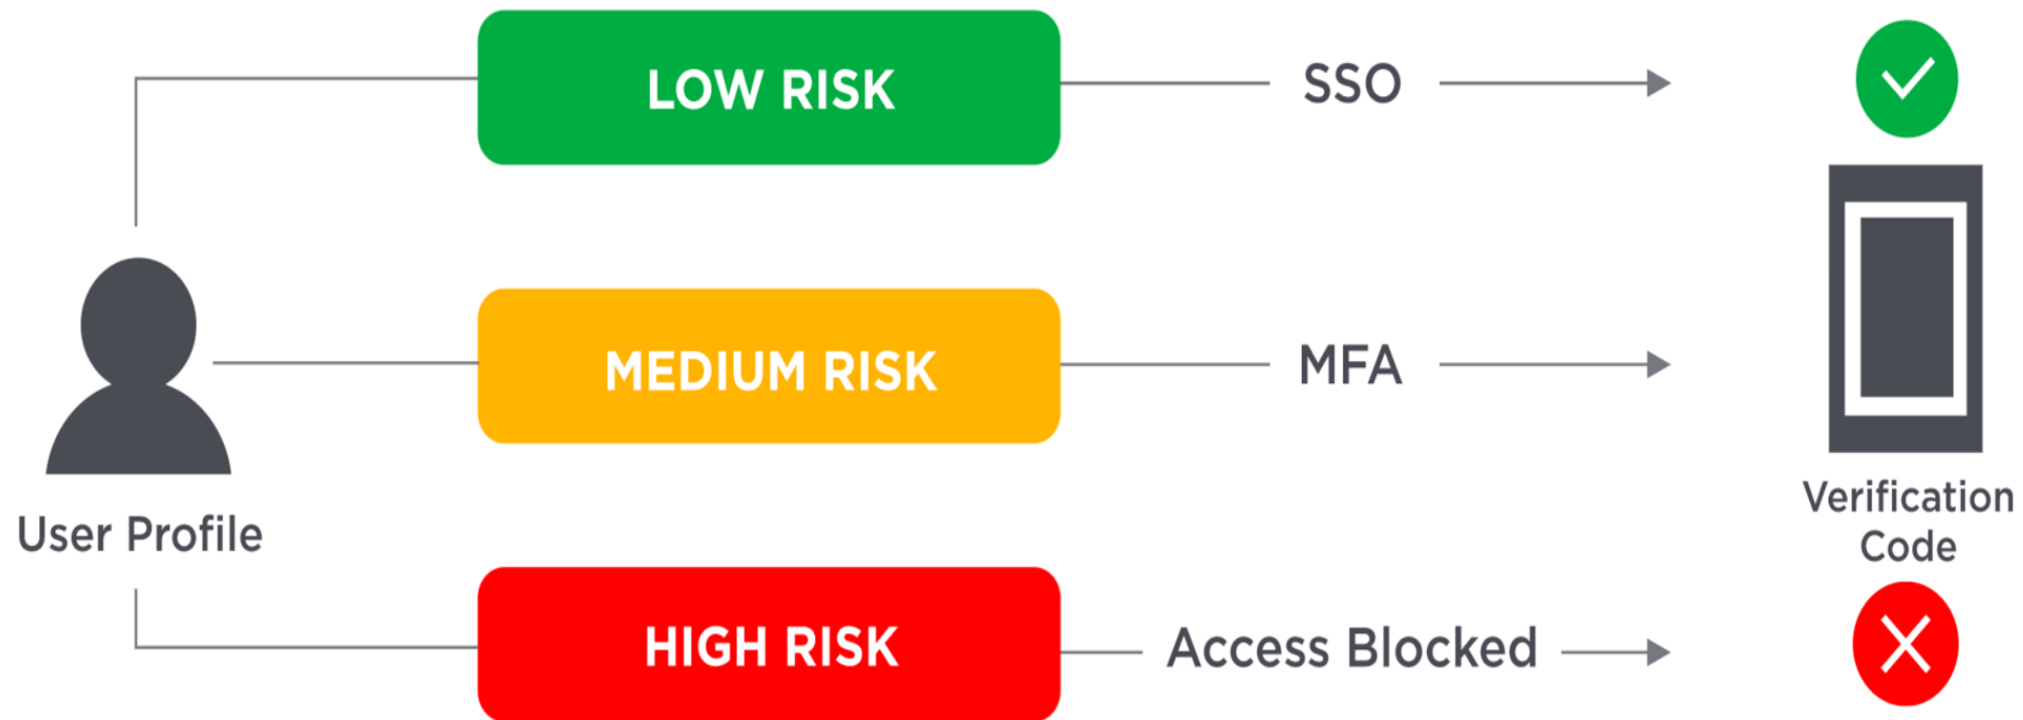 LOW RISK
SSO
MEDIUM RISK
MFA
User Profile
Verification
Code
HIGH RISK
Access Blocked